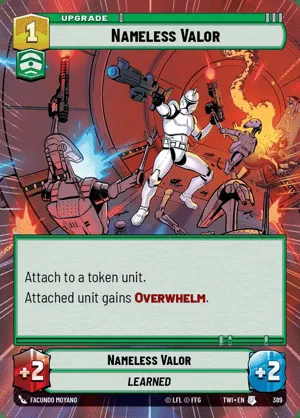 UPGRADE
1
NAMELESS VALOR
Attach to a token unit.
Attached unit gains OVERWHELM.
+2
NAMELESS VALOR
LEARNED
+2
FACUNDO MOYANO
© LFL © FFG
TWI • EN
389